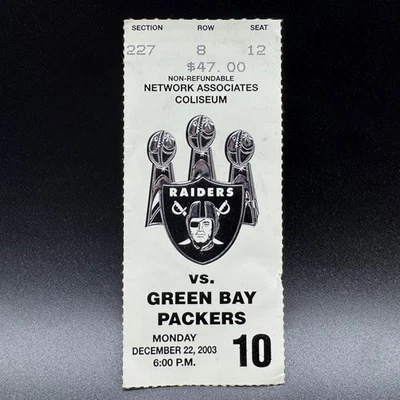 SECTION ROW SEAT
227 8 12
$47.00
NON-REFUNDABLE
NETWORK ASSOCIATES
COLISEUM
RAIDERS
VS.
GREEN BAY
PACKERS
MONDAY
DECEMBER 22, 2003
6:00 P.M.
10